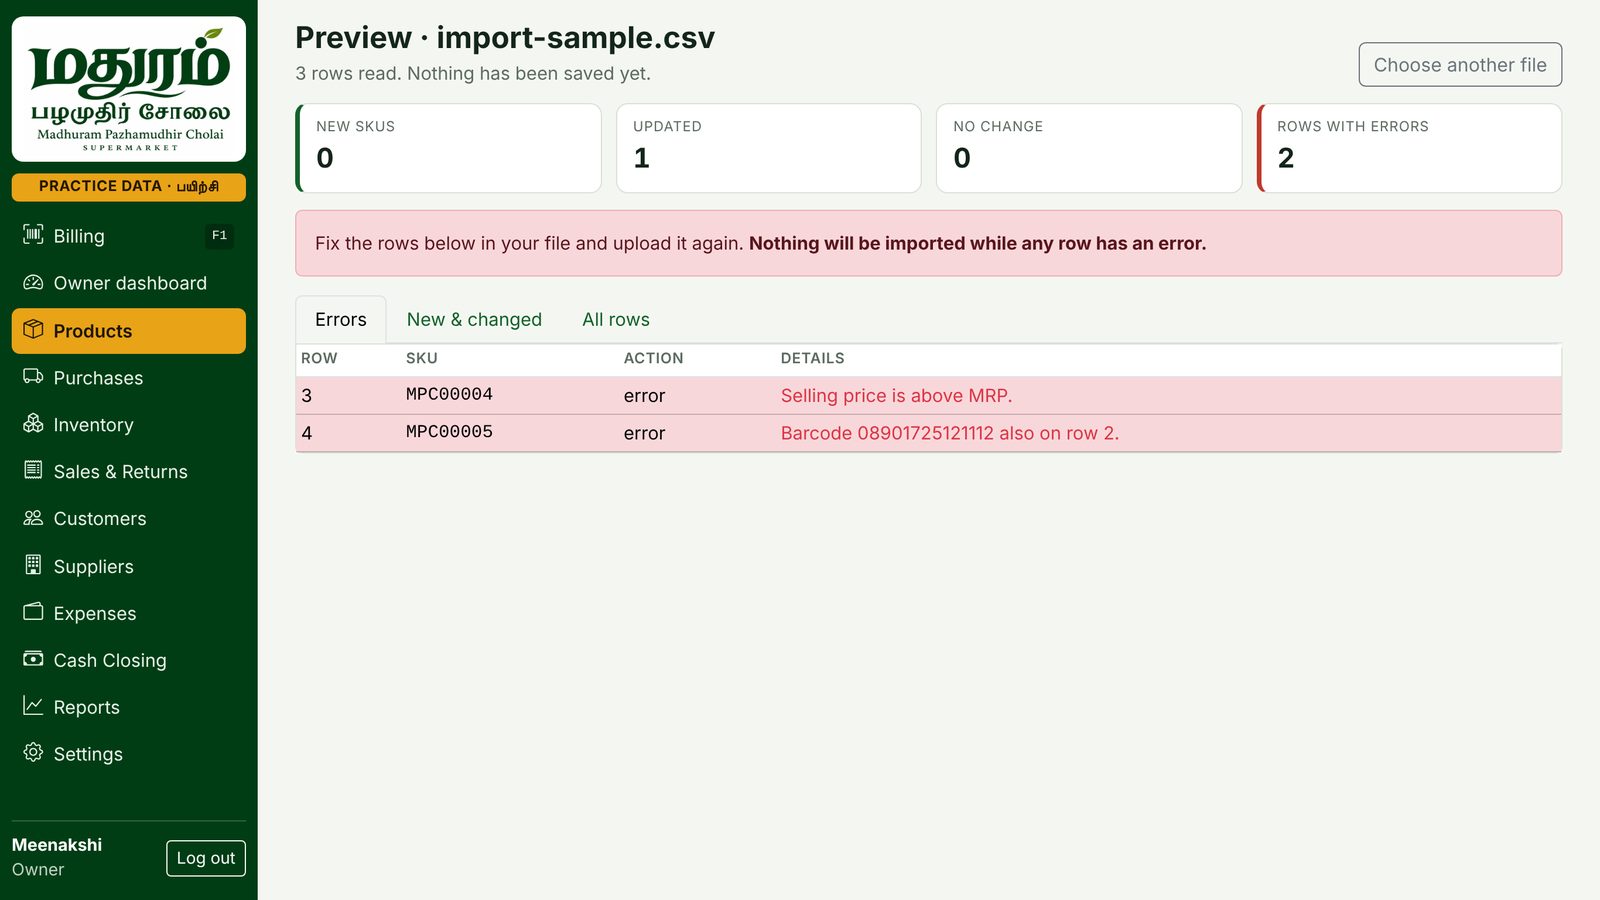 மதுரம்
பழமுதிர் சோலை
Madhuram Pazhamudhir Cholai
SUPERMARKET
PRACTICE DATA · பயிற்சி
Billing F1
Owner dashboard
Products
Purchases
Inventory
Sales & Returns
Customers
Suppliers
Expenses
Cash Closing
Reports
Settings
Meenakshi
Owner
Log out
Preview · import-sample.csv
3 rows read. Nothing has been saved yet.
Choose another file
NEW SKUS
0
UPDATED
1
NO CHANGE
0
ROWS WITH ERRORS
2
Fix the rows below in your file and upload it again. Nothing will be imported while any row has an error.
Errors New & changed All rows
ROW SKU ACTION DETAILS
3 MPC00004 error Selling price is above MRP.
4 MPC00005 error Barcode 08901725121112 also on row 2.